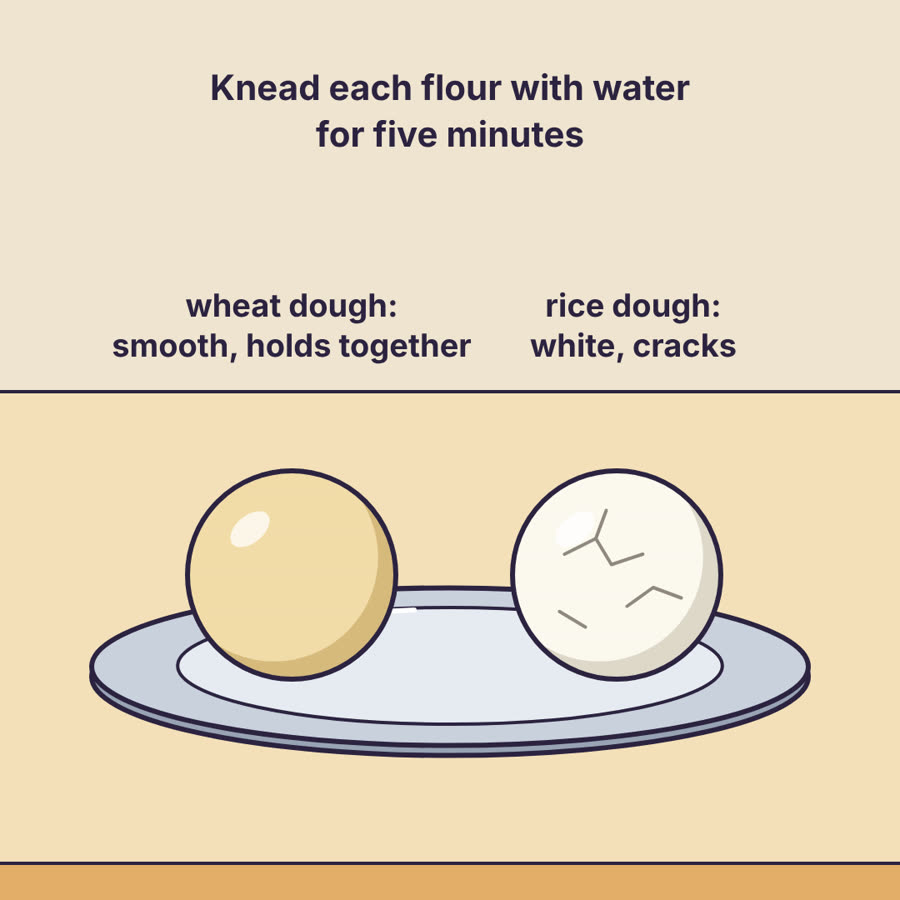 Knead each flour with water
for five minutes
wheat dough:
smooth, holds together
rice dough:
white, cracks